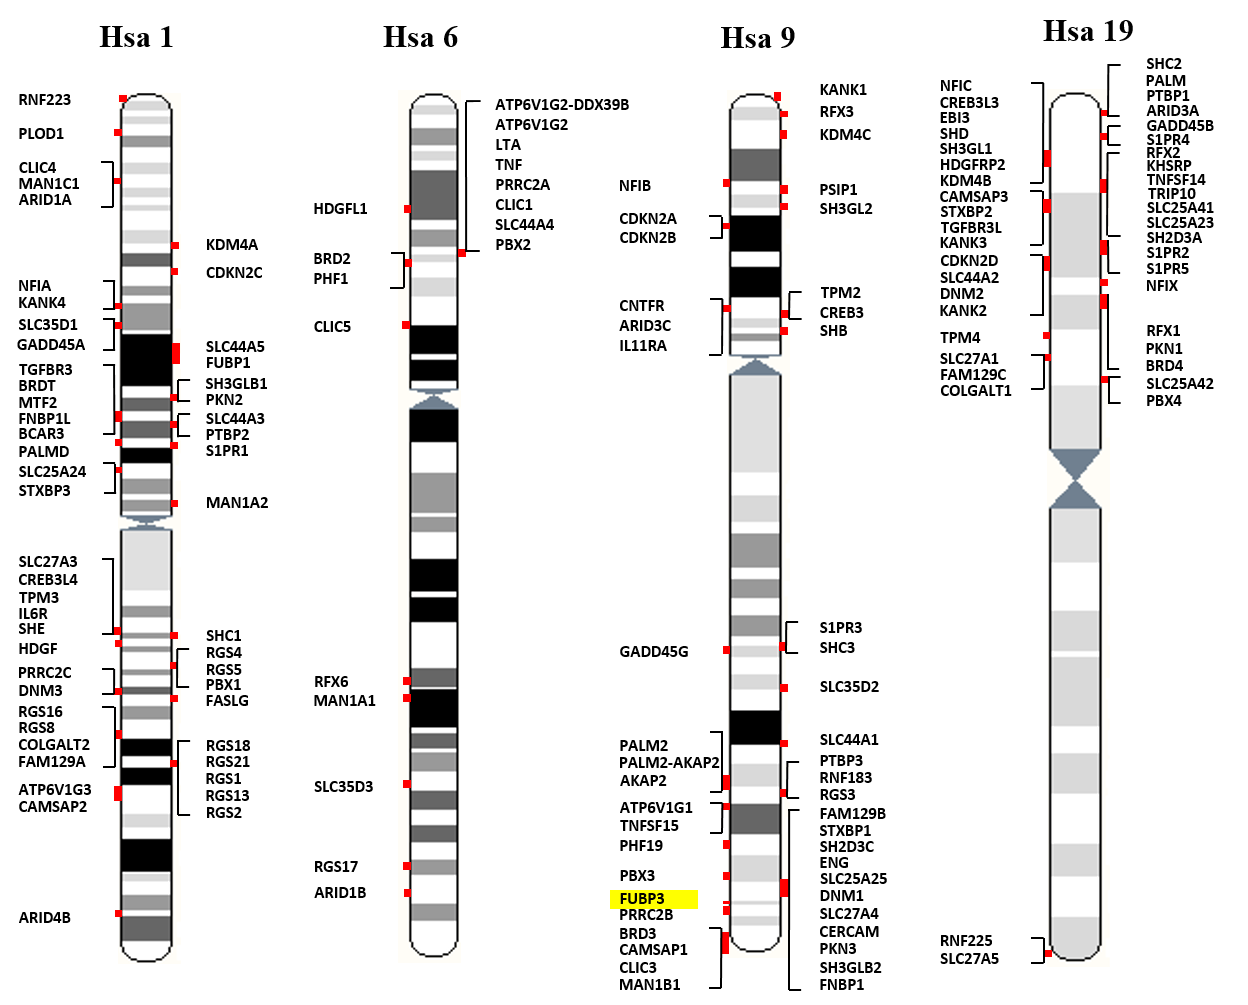 Hsa 1
RNF223
PLOD1
CLIC4
MAN1C1
ARID1A
NFIA
KANK4
SLC35D1
GADD45A
TGFBR3
BRDT
MTF2
FNBP1L
BCAR3
PALMD
SLC25A24
STXBP3
SLC27A3
CREB3L4
TPM3
IL6R
SHE
HDGF
PRRC2C
DNM3
RGS16
RGS8
COLGALT2
FAM129A
ATP6V1G3
CAMSAP2
ARID4B
KDM4A
CDKN2C
SLC44A5
FUBP1
SH3GLB1
PKN2
SLC44A3
PTBP2
S1PR1
MAN1A2
SHC1
RGS4
RGS5
PBX1
FASLG
RGS18
RGS21
RGS1
RGS13
RGS2
Hsa 6
HDGFL1
BRD2
PHF1
CLIC5
RFX6
MAN1A1
SLC35D3
RGS17
ARID1B
ATP6V1G2-DDX39B
ATP6V1G2
LTA
TNF
PRRC2A
CLIC1
SLC44A4
PBX2
Hsa 9
NFIB
CDKN2A
CDKN2B
CNTFR
ARID3C
IL11RA
GADD45G
PALM2
PALM2-AKAP2
AKAP2
ATP6V1G1
TNFSF15
PHF19
PBX3
FUBP3
PRRC2B
BRD3
CAMSAP1
CLIC3
MAN1B1
KANK1
RFX3
KDM4C
PSIP1
SH3GL2
TPM2
CREB3
SHB
S1PR3
SHC3
SLC35D2
SLC44A1
PTBP3
RNF183
RGS3
FAM129B
STXBP1
SH2D3C
ENG
SLC25A25
DNM1
SLC27A4
CERCAM
PKN3
SH3GLB2
FNBP1
Hsa 19
NFIC
CREB3L3
EBI3
SHD
SH3GL1
HDGFRP2
KDM4B
CAMSAP3
STXBP2
TGFBR3L
KANK3
CDKN2D
SLC44A2
DNM2
KANK2
TPM4
SLC27A1
FAM129C
COLGALT1
RNF225
SLC27A5
SHC2
PALM
PTBP1
ARID3A
GADD45B
S1PR4
RFX2
KHSRP
TNFSF14
TRIP10
SLC25A41
SLC25A23
SH2D3A
S1PR2
S1PR5
NFIX
RFX1
PKN1
BRD4
SLC25A42
PBX4